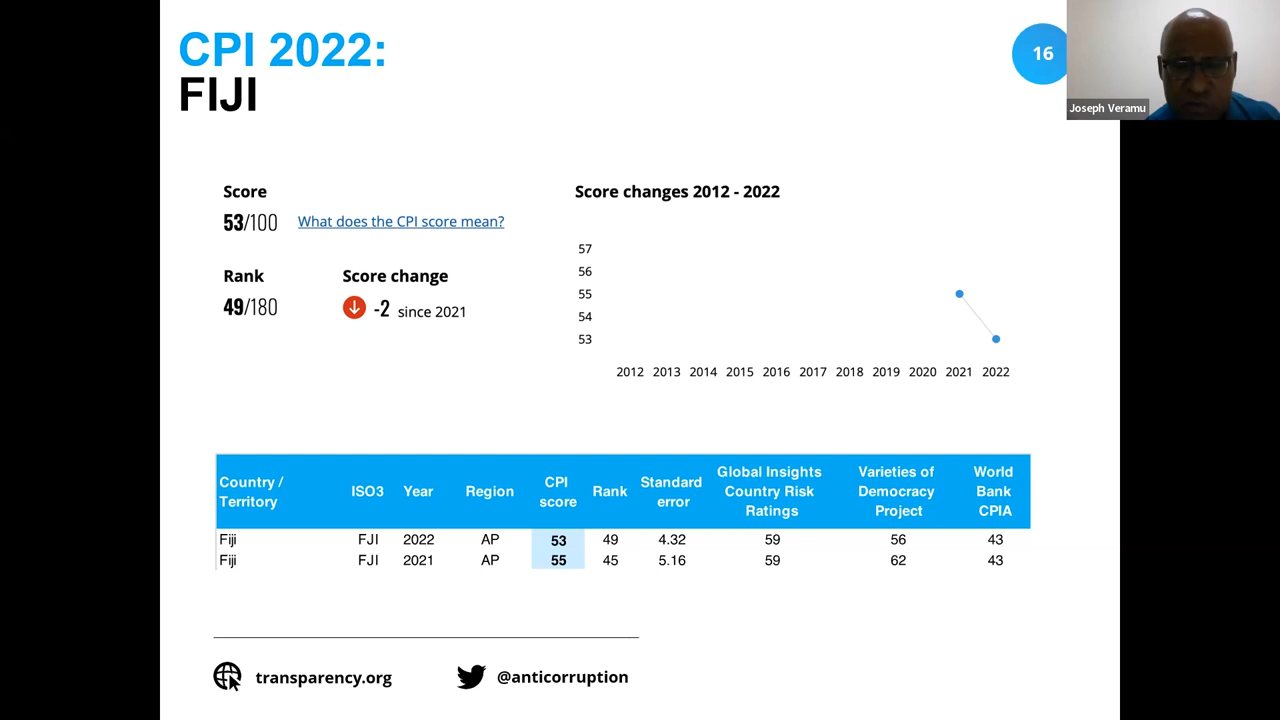 CPI 2022:
FIJI
16
Joseph Veramu
Score
53/100 What does the CPI score mean?
Rank Score change
49/180 -2 since 2021
Score changes 2012 - 2022
57
56
55
54
53
2012 2013 2014 2015 2016 2017 2018 2019 2020 2021 2022
Country / Territory ISO3 Year Region CPI score Rank Standard error Global Insights Country Risk Ratings Varieties of Democracy Project World Bank CPIA
Fiji FJI 2022 AP 53 49 4.32 59 56 43
Fiji FJI 2021 AP 55 45 5.16 59 62 43
transparency.org @anticorruption